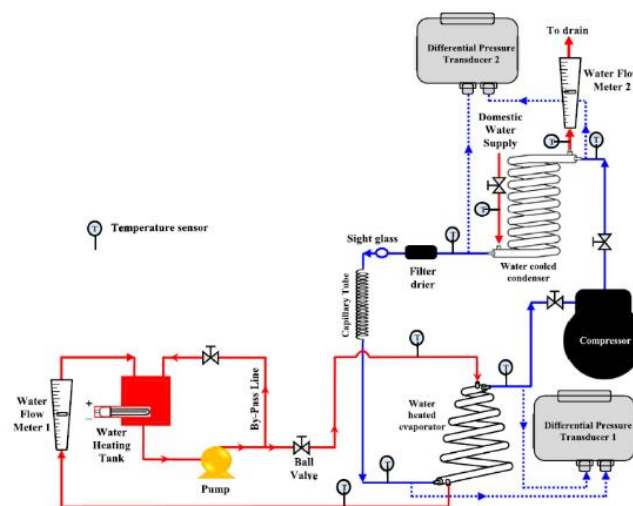 To drain
Differential Pressure
Transducer 2
Water Flow
Meter 2
Domestic
Water
Supply
T
T
T
T
Temperature sensor
Sight glass
T
Filter
drier
Water cooled
condenser
Capillary Tube
Compressor
T
T
Water
Flow
Meter 1
+
–
Water
Heating
Tank
By-Pass Line
Pump
Ball
Valve
Water
heated
evaporator
Differential Pressure
Transducer 1
T
T